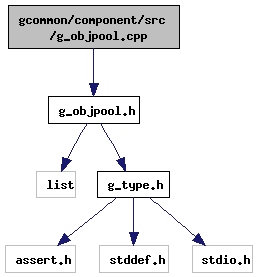 gcommon/component/src
/g_objpool.cpp
g_objpool.h
list
g_type.h
assert.h
stddef.h
stdio.h